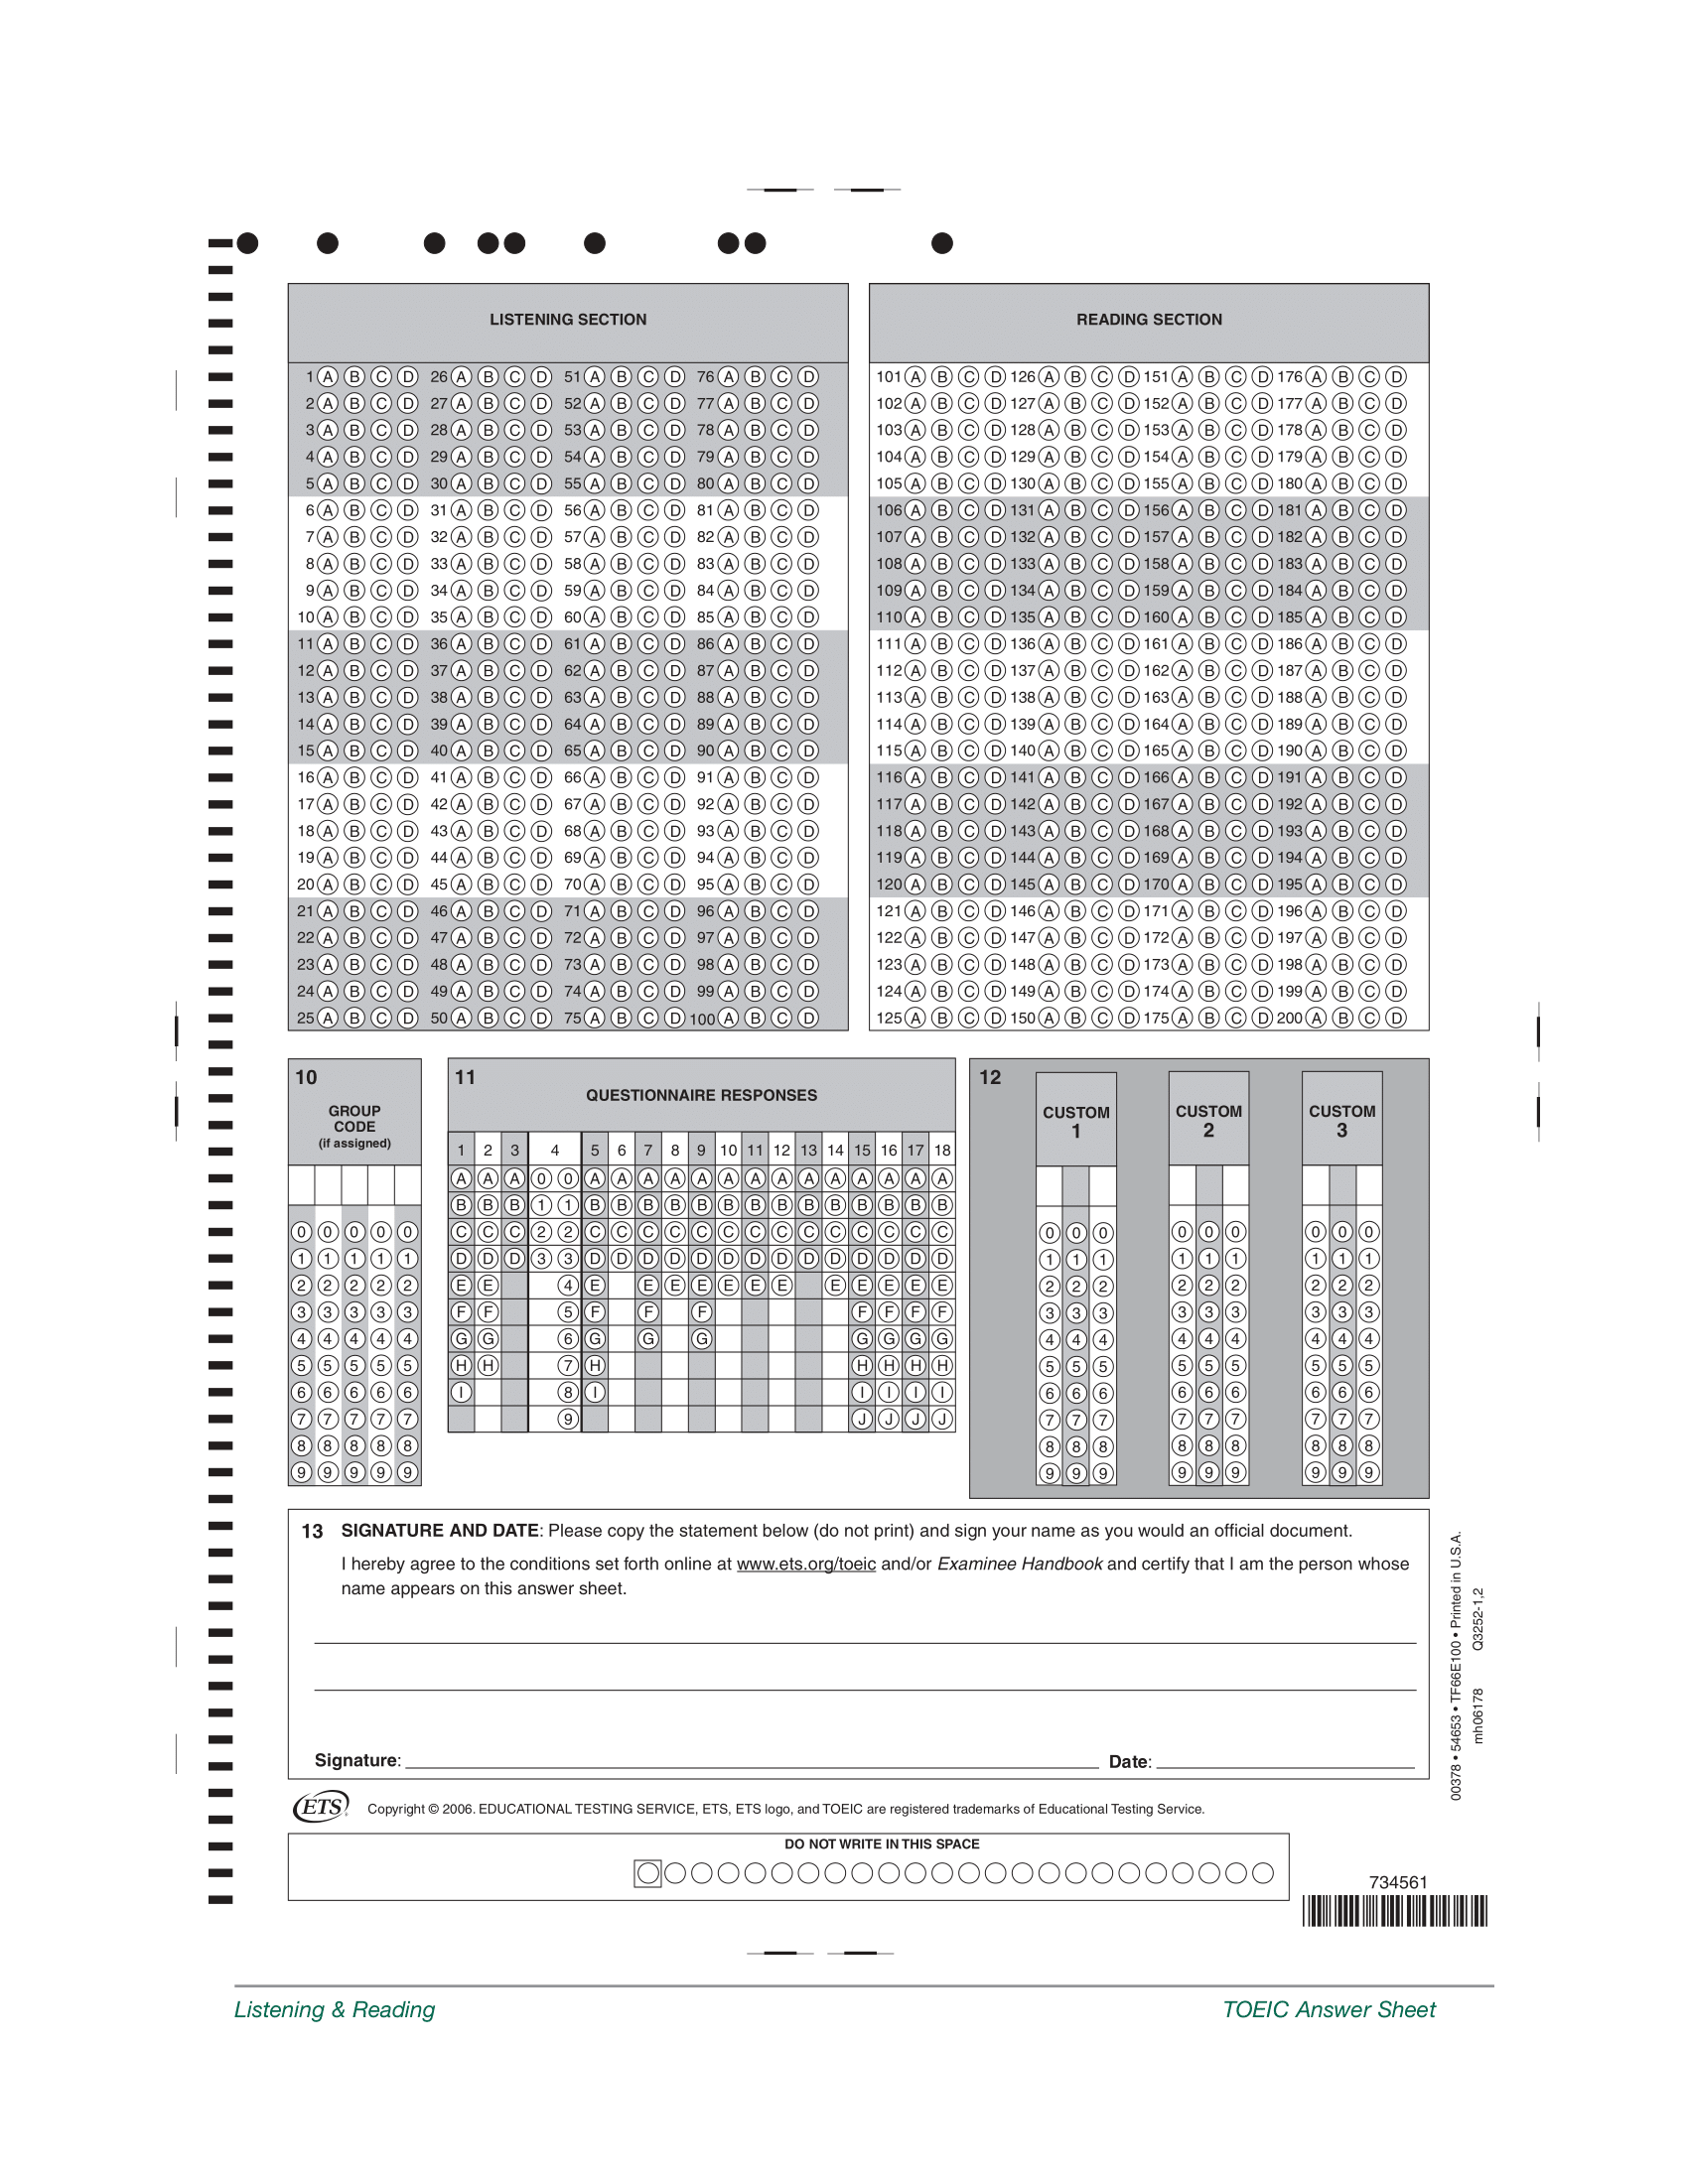 LISTENING SECTION
READING SECTION
1 A B C D 26 A B C D 51 A B C D 76 A B C D 101 A B C D 126 A B C D 151 A B C D 176 A B C D
2 A B C D 27 A B C D 52 A B C D 77 A B C D 102 A B C D 127 A B C D 152 A B C D 177 A B C D
3 A B C D 28 A B C D 53 A B C D 78 A B C D 103 A B C D 128 A B C D 153 A B C D 178 A B C D
4 A B C D 29 A B C D 54 A B C D 79 A B C D 104 A B C D 129 A B C D 154 A B C D 179 A B C D
5 A B C D 30 A B C D 55 A B C D 80 A B C D 105 A B C D 130 A B C D 155 A B C D 180 A B C D
6 A B C D 31 A B C D 56 A B C D 81 A B C D 106 A B C D 131 A B C D 156 A B C D 181 A B C D
7 A B C D 32 A B C D 57 A B C D 82 A B C D 107 A B C D 132 A B C D 157 A B C D 182 A B C D
8 A B C D 33 A B C D 58 A B C D 83 A B C D 108 A B C D 133 A B C D 158 A B C D 183 A B C D
9 A B C D 34 A B C D 59 A B C D 84 A B C D 109 A B C D 134 A B C D 159 A B C D 184 A B C D
10 A B C D 35 A B C D 60 A B C D 85 A B C D 110 A B C D 135 A B C D 160 A B C D 185 A B C D
11 A B C D 36 A B C D 61 A B C D 86 A B C D 111 A B C D 136 A B C D 161 A B C D 186 A B C D
12 A B C D 37 A B C D 62 A B C D 87 A B C D 112 A B C D 137 A B C D 162 A B C D 187 A B C D
13 A B C D 38 A B C D 63 A B C D 88 A B C D 113 A B C D 138 A B C D 163 A B C D 188 A B C D
14 A B C D 39 A B C D 64 A B C D 89 A B C D 114 A B C D 139 A B C D 164 A B C D 189 A B C D
15 A B C D 40 A B C D 65 A B C D 90 A B C D 115 A B C D 140 A B C D 165 A B C D 190 A B C D
16 A B C D 41 A B C D 66 A B C D 91 A B C D 116 A B C D 141 A B C D 166 A B C D 191 A B C D
17 A B C D 42 A B C D 67 A B C D 92 A B C D 117 A B C D 142 A B C D 167 A B C D 192 A B C D
18 A B C D 43 A B C D 68 A B C D 93 A B C D 118 A B C D 143 A B C D 168 A B C D 193 A B C D
19 A B C D 44 A B C D 69 A B C D 94 A B C D 119 A B C D 144 A B C D 169 A B C D 194 A B C D
20 A B C D 45 A B C D 70 A B C D 95 A B C D 120 A B C D 145 A B C D 170 A B C D 195 A B C D
21 A B C D 46 A B C D 71 A B C D 96 A B C D 121 A B C D 146 A B C D 171 A B C D 196 A B C D
22 A B C D 47 A B C D 72 A B C D 97 A B C D 122 A B C D 147 A B C D 172 A B C D 197 A B C D
23 A B C D 48 A B C D 73 A B C D 98 A B C D 123 A B C D 148 A B C D 173 A B C D 198 A B C D
24 A B C D 49 A B C D 74 A B C D 99 A B C D 124 A B C D 149 A B C D 174 A B C D 199 A B C D
25 A B C D 50 A B C D 75 A B C D 100 A B C D 125 A B C D 150 A B C D 175 A B C D 200 A B C D
10
GROUP
CODE
(if assigned)
0 0 0 0 0
1 1 1 1 1
2 2 2 2 2
3 3 3 3 3
4 4 4 4 4
5 5 5 5 5
6 6 6 6 6
7 7 7 7 7
8 8 8 8 8
9 9 9 9 9
11
QUESTIONNAIRE RESPONSES
1 2 3 4 5 6 7 8 9 10 11 12 13 14 15 16 17 18
A A A 0 0 A A A A A A A A A A A A A A
B B B 1 1 B B B B B B B B B B B B B B
C C C 2 2 C C C C C C C C C C C C C C
D D D 3 3 D D D D D D D D D D D D D D
E E 4 E E E E E E E E E E E E
F F 5 F F F F F F F
G G 6 G G G G G G G
H H 7 H H H H H
I 8 I I I I I
9 J J J J
12
CUSTOM
1
CUSTOM
2
CUSTOM
3
0 0 0 0 0 0 0 0 0
1 1 1 1 1 1 1 1 1
2 2 2 2 2 2 2 2 2
3 3 3 3 3 3 3 3 3
4 4 4 4 4 4 4 4 4
5 5 5 5 5 5 5 5 5
6 6 6 6 6 6 6 6 6
7 7 7 7 7 7 7 7 7
8 8 8 8 8 8 8 8 8
9 9 9 9 9 9 9 9 9
13 SIGNATURE AND DATE: Please copy the statement below (do not print) and sign your name as you would an official document.
I hereby agree to the conditions set forth online at www.ets.org/toeic and/or Examinee Handbook and certify that I am the person whose
name appears on this answer sheet.
Signature: Date:
00378 • 54653 • TF66E100 • Printed in U.S.A.
mh06178 Q3252-1,2
ETS Copyright © 2006. EDUCATIONAL TESTING SERVICE, ETS, ETS logo, and TOEIC are registered trademarks of Educational Testing Service.
DO NOT WRITE IN THIS SPACE
734561
Listening & Reading
TOEIC Answer Sheet